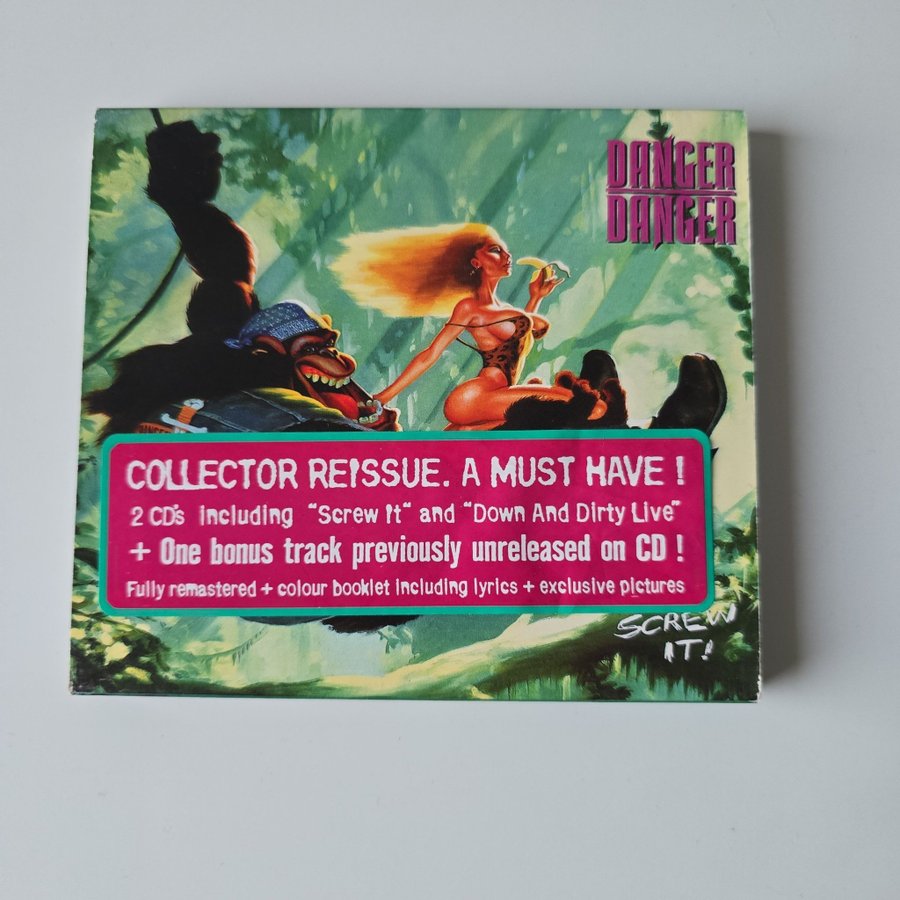 DANGER
DANGER
COLLECTOR REISSUE. A MUST HAVE !
2 CD's including "Screw It" and "Down And Dirty Live"
+ One bonus track previously unreleased on CD !
Fully remastered + colour booklet including lyrics + exclusive pictures
SCREW
IT!